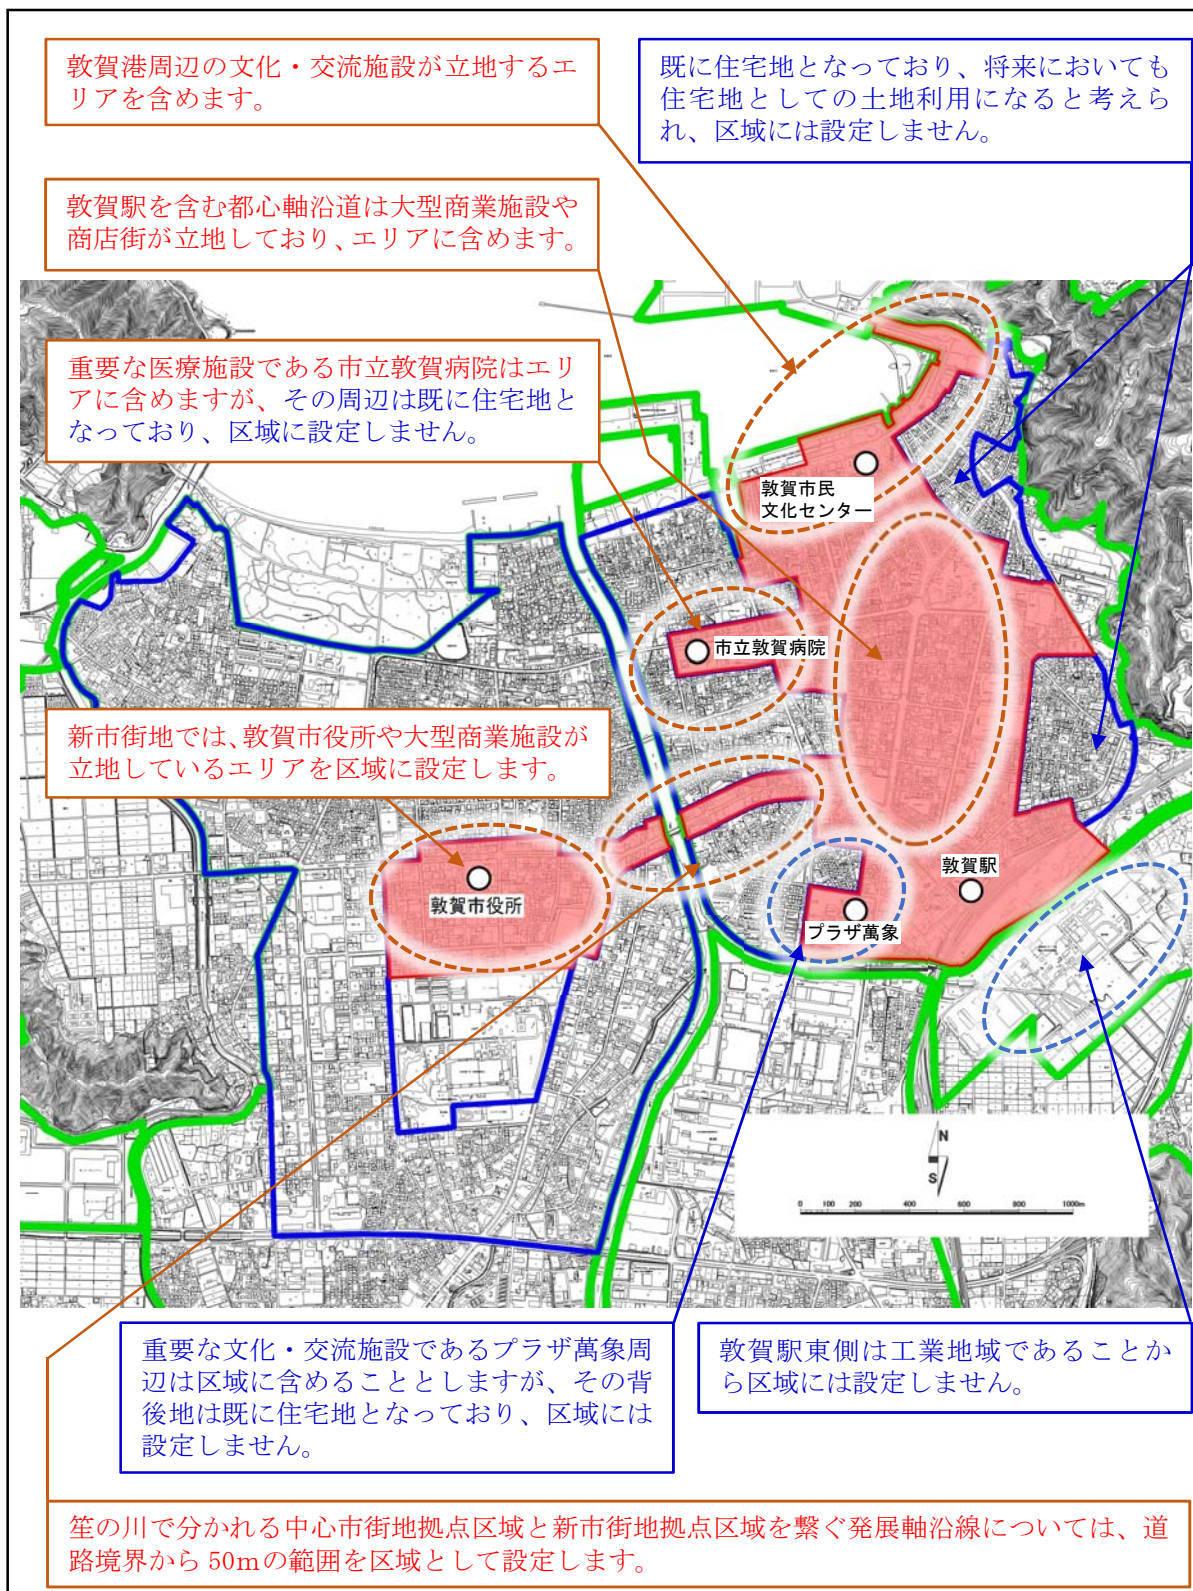 敦賀港周辺の文化・交流施設が立地するエ
リアを含めます。
既に住宅地となっており、将来においても
住宅地としての土地利用になると考えら
れ、区域には設定しません。
敦賀駅を含む都心軸沿道は大型商業施設や
商店街が立地しており、エリアに含めます。
重要な医療施設である市立敦賀病院はエリ
アに含めますが、その周辺は既に住宅地と
なっており、区域に設定しません。
敦賀市民
文化センター
市立敦賀病院
新市街地では、敦賀市役所や大型商業施設が
立地しているエリアを区域に設定します。
敦賀駅
敦賀市役所
プラザ萬象
N
S
0 100 200 400 600 800 1000m
重要な文化・交流施設であるプラザ萬象周
辺は区域に含めることとしますが、その背
後地は既に住宅地となっており、区域には
設定しません。
敦賀駅東側は工業地域であることか
ら区域には設定しません。
笙の川で分かれる中心市街地拠点区域と新市街地拠点区域を繋ぐ発展軸沿線については、道
路境界から 50mの範囲を区域として設定します。